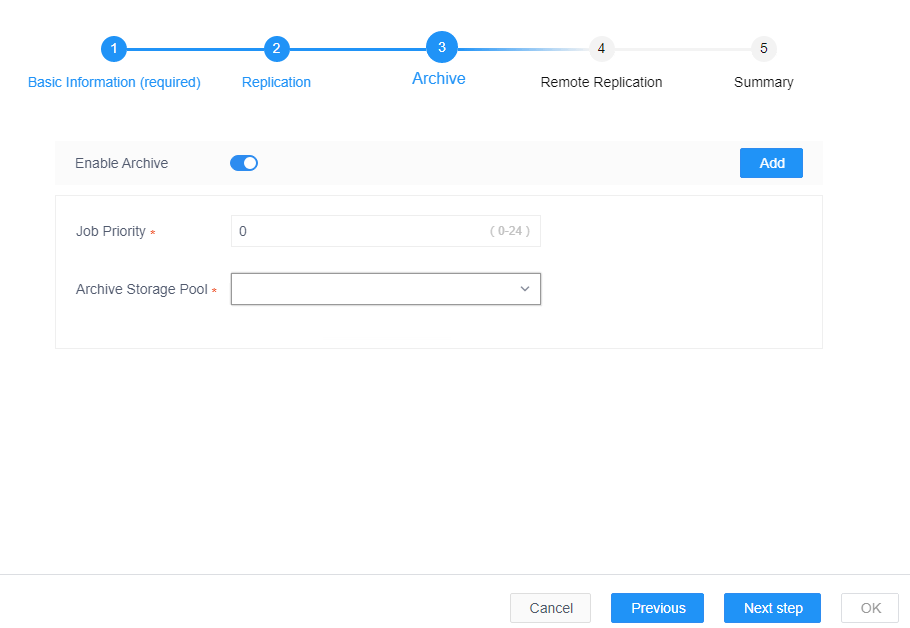 1 2 3 4 5
Basic Information (required) Replication Archive Remote Replication Summary
Enable Archive Add
Job Priority * 0 ( 0-24 )
Archive Storage Pool *
Cancel Previous Next step OK